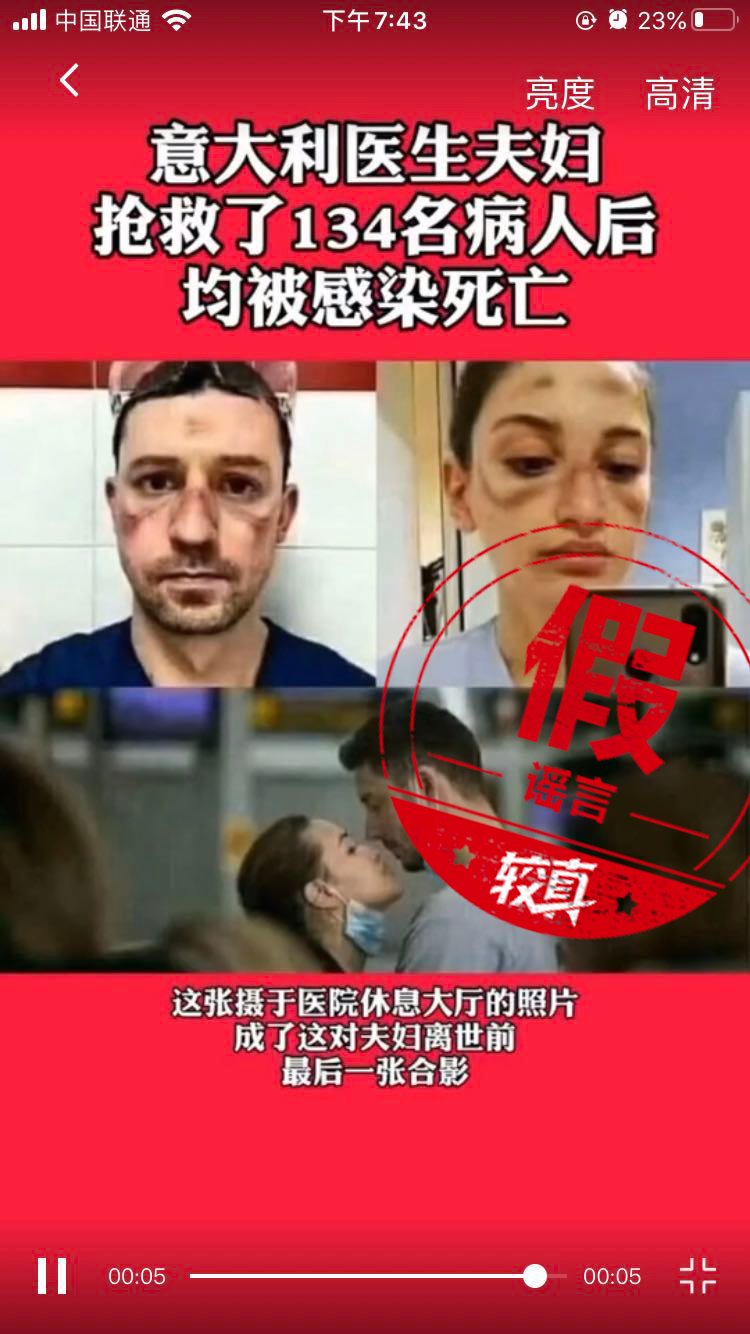 中国联通 下午7:43 23%
亮度 高清
意大利医生夫妇
抢救了134名病人后
均被感染死亡
假
谣言
较真
这张摄于医院休息大厅的照片
成了这对夫妇离世前
最后一张合影
00:05 00:05